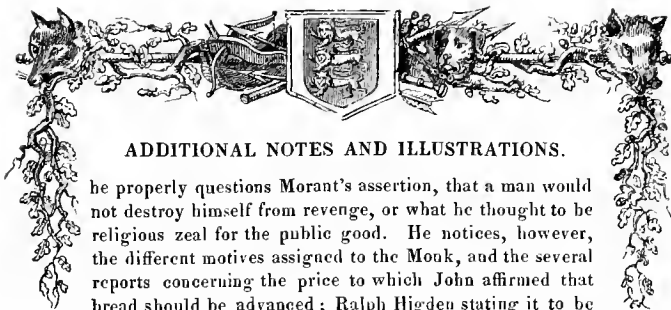 ADDITIONAL NOTES AND ILLUSTRATIONS.
he properly questions Morant's assertion, that a man would
not destroy himself from revenge, or what he thought to be
religious zeal for the public good. He notices, however,
the different motives assigned to the Monk, and the several
reports concerning the price to which John affirmed that
bread should be advanced; Ralph Higden stating it to be